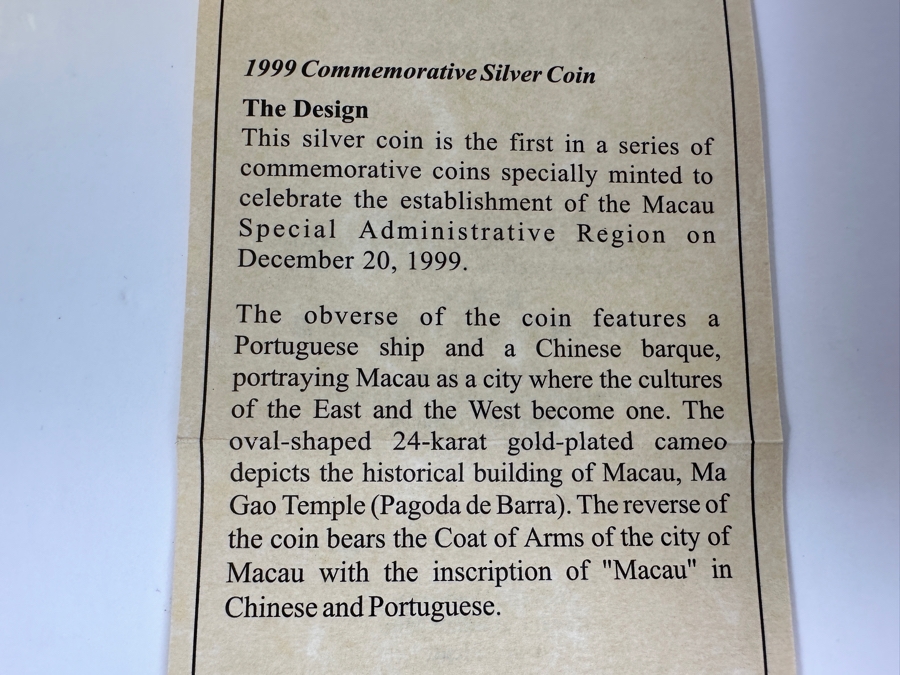 1999 Commemorative Silver Coin
The Design
This silver coin is the first in a series of
commemorative coins specially minted to
celebrate the establishment of the Macau
Special Administrative Region on
December 20, 1999.
The obverse of the coin features a
Portuguese ship and a Chinese barque,
portraying Macau as a city where the cultures
of the East and the West become one. The
oval-shaped 24-karat gold-plated cameo
depicts the historical building of Macau, Ma
Gao Temple (Pagoda de Barra). The reverse of
the coin bears the Coat of Arms of the city of
Macau with the inscription of "Macau" in
Chinese and Portuguese.